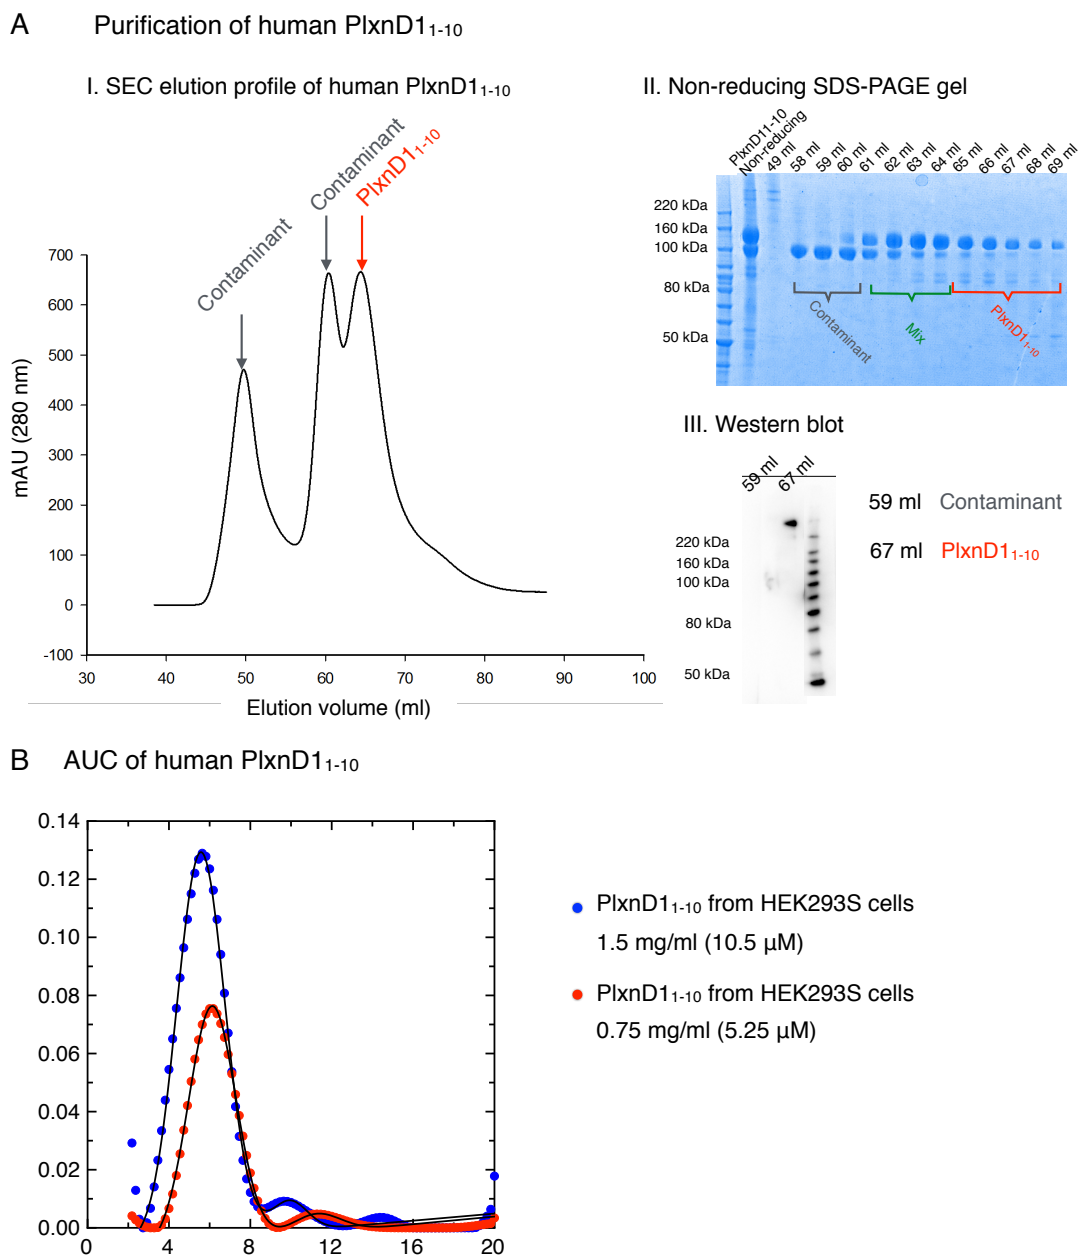 A Purification of human PlxnD1₁₋₁₀
I. SEC elution profile of human PlxnD1₁₋₁₀
Contaminant
Contaminant
PlxnD1₁₋₁₀
700
600
500
400
300
200
100
0
-100
mAU (280 nm)
30 40 50 60 70 80 90 100
Elution volume (ml)
II. Non-reducing SDS-PAGE gel
PlxnD11-10
Non-reducing
49 ml
58 ml
59 ml
60 ml
61 ml
62 ml
63 ml
64 ml
65 ml
66 ml
67 ml
68 ml
69 ml
220 kDa
160 kDa
100 kDa
80 kDa
50 kDa
Contaminant
Mix
PlxnD1₁₋₁₀
III. Western blot
59 ml
67 ml
220 kDa
160 kDa
100 kDa
80 kDa
50 kDa
59 ml Contaminant
67 ml PlxnD1₁₋₁₀
B AUC of human PlxnD1₁₋₁₀
0.14
0.12
0.10
0.08
0.06
0.04
0.02
0.00
0 4 8 12 16 20
PlxnD1₁₋₁₀ from HEK293S cells
1.5 mg/ml (10.5 µM)
PlxnD1₁₋₁₀ from HEK293S cells
0.75 mg/ml (5.25 µM)